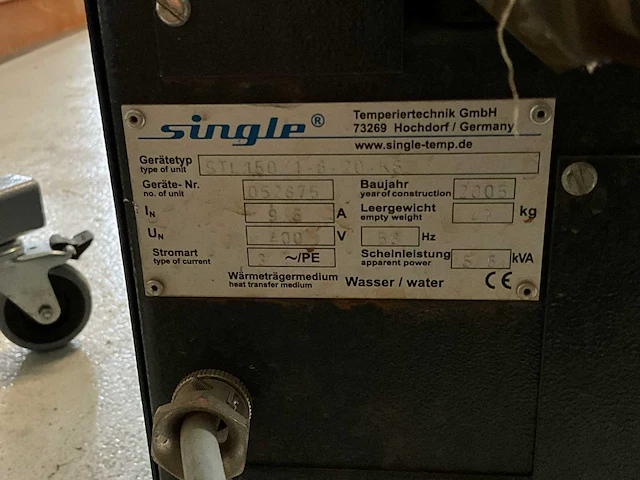 single®
Temperiertechnik GmbH
73269 Hochdorf / Germany
www.single-temp.de
Gerätetyp
type of unit
Geräte- Nr. 052675 Baujahr 2005
no. of unit year of construction
IN A Leergewicht kg
empty weight
UN 400 V Hz
Stromart 3 ~/PE Scheinleistung kVA
type of current apparent power
Wärmeträgermedium Wasser / water CE
heat transfer medium